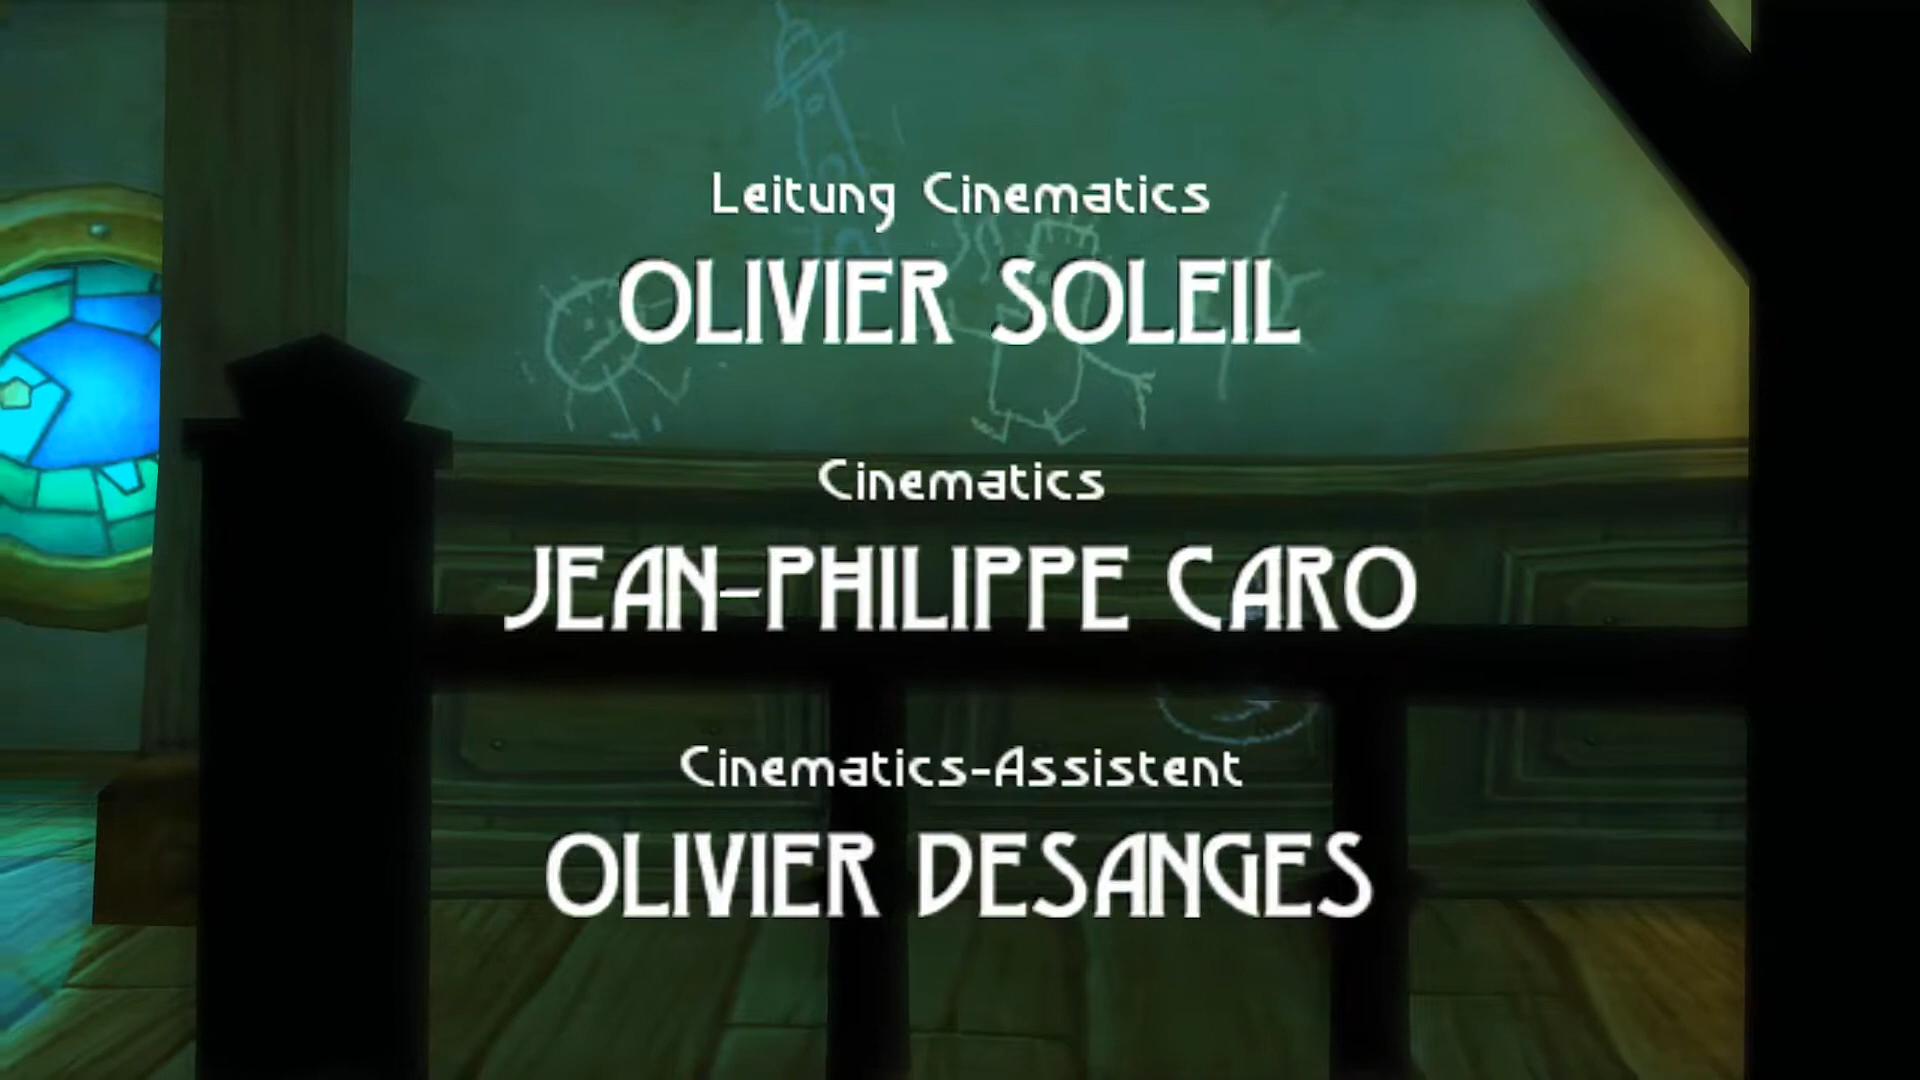 Leitung Cinematics
OLIVIER SOLEIL
Cinematics
JEAN-PHILIPPE CARO
Cinematics-Assistent
OLIVIER DESANGES